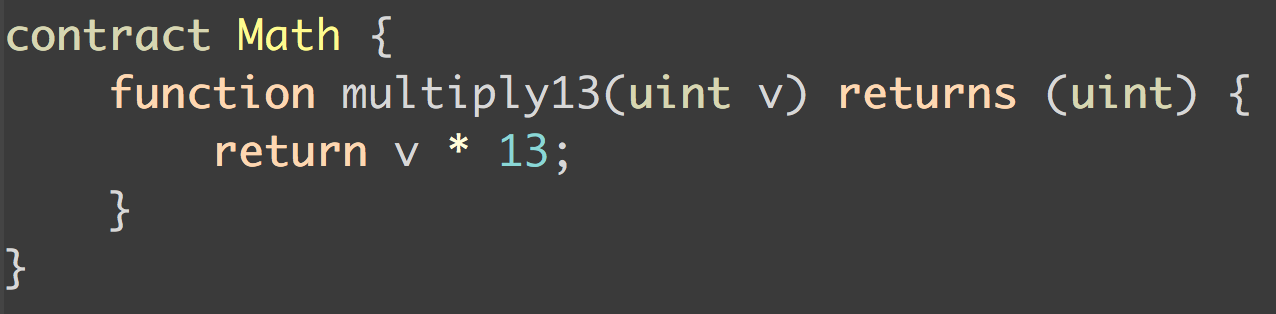 contract Math {
    function multiply13(uint v) returns (uint) {
        return v * 13;
    }
}